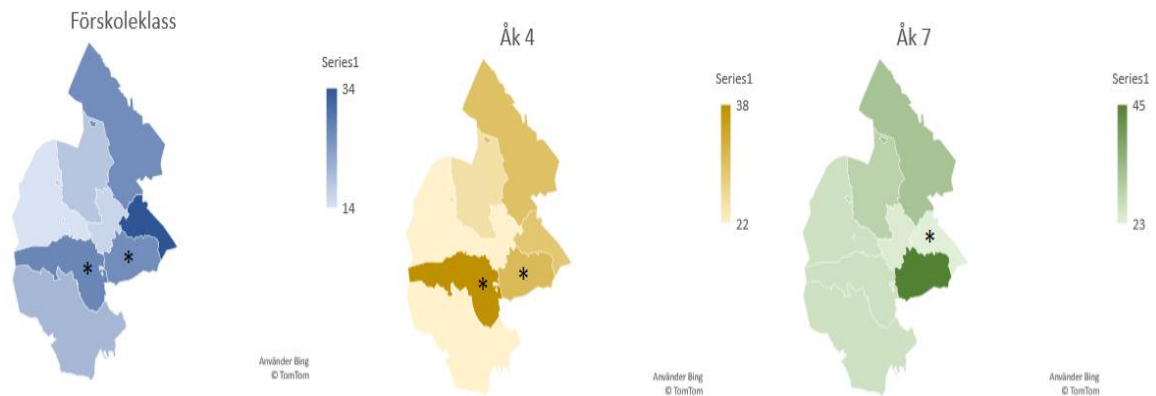 Förskoleklass
Series1
34
14
*
*
Använder Bing
© TomTom
Åk 4
Series1
38
22
*
*
Använder Bing
© TomTom
Åk 7
Series1
45
23
*
Använder Bing
© TomTom